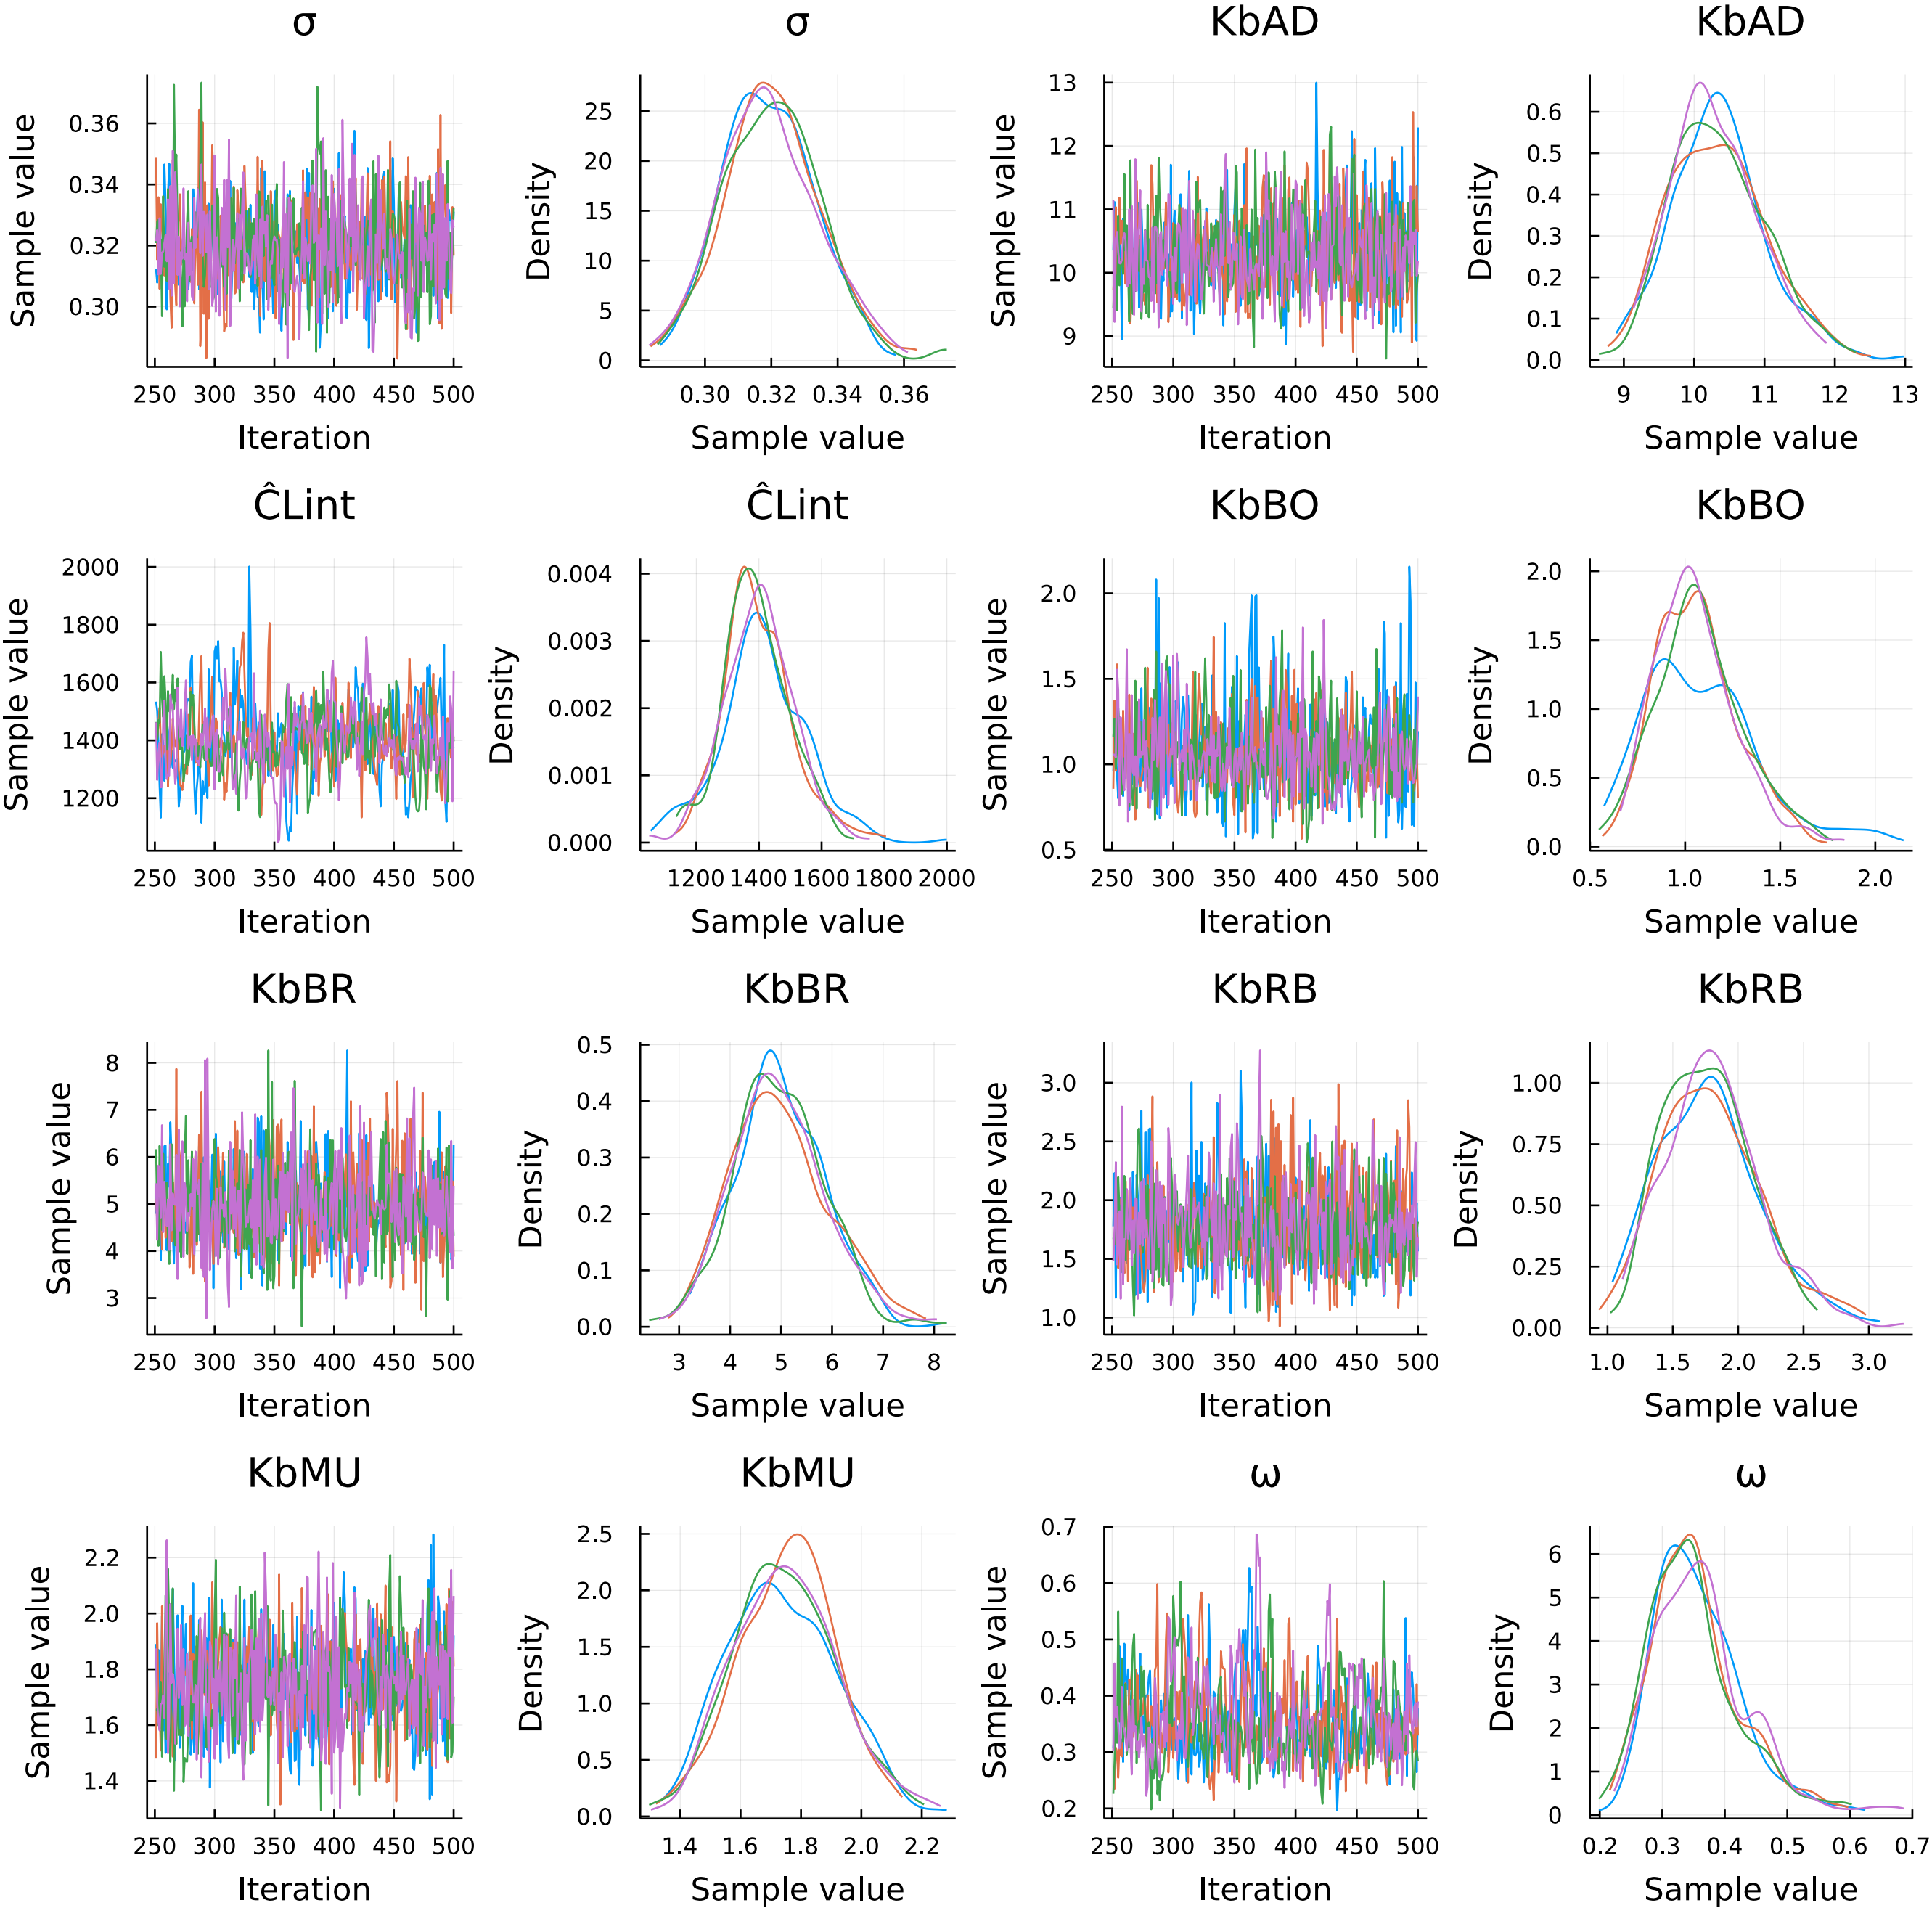 σ σ KbAD KbAD
Sample value
0.36
0.34
0.32
0.30
250 300 350 400 450 500
Iteration
Density
25
20
15
10
5
0
0.30 0.32 0.34 0.36
Sample value
Sample value
13
12
11
10
9
250 300 350 400 450 500
Iteration
Density
0.6
0.5
0.4
0.3
0.2
0.1
0.0
9 10 11 12 13
Sample value
ĈLint ĈLint KbBO KbBO
Sample value
2000
1800
1600
1400
1200
250 300 350 400 450 500
Iteration
Density
0.004
0.003
0.002
0.001
0.000
1200 1400 1600 1800 2000
Sample value
Sample value
2.0
1.5
1.0
0.5
250 300 350 400 450 500
Iteration
Density
2.0
1.5
1.0
0.5
0.0
0.5 1.0 1.5 2.0
Sample value
KbBR KbBR KbRB KbRB
Sample value
8
7
6
5
4
3
250 300 350 400 450 500
Iteration
Density
0.5
0.4
0.3
0.2
0.1
0.0
3 4 5 6 7 8
Sample value
Sample value
3.0
2.5
2.0
1.5
1.0
250 300 350 400 450 500
Iteration
Density
1.00
0.75
0.50
0.25
0.00
1.0 1.5 2.0 2.5 3.0
Sample value
KbMU KbMU ω ω
Sample value
2.2
2.0
1.8
1.6
1.4
250 300 350 400 450 500
Iteration
Density
2.5
2.0
1.5
1.0
0.5
0.0
1.4 1.6 1.8 2.0 2.2
Sample value
Sample value
0.7
0.6
0.5
0.4
0.3
0.2
250 300 350 400 450 500
Iteration
Density
6
5
4
3
2
1
0
0.2 0.3 0.4 0.5 0.6 0.7
Sample value